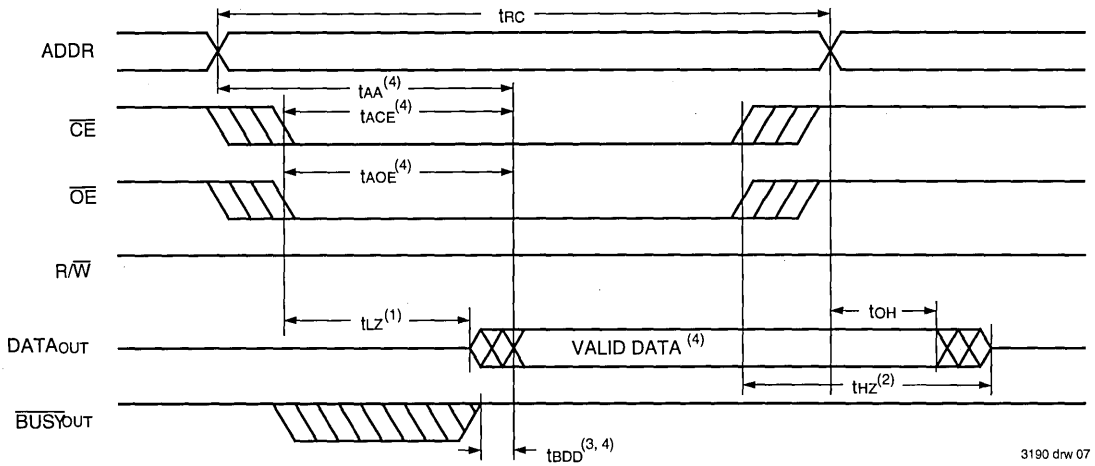 tRC
ADDR
tAA(4)
CE
tACE(4)
OE
tAOE(4)
R/W
tLZ(1)
tOH
DATAOUT
VALID DATA (4)
tHZ(2)
BUSYOUT
tBDD(3, 4)
3190 drw 07